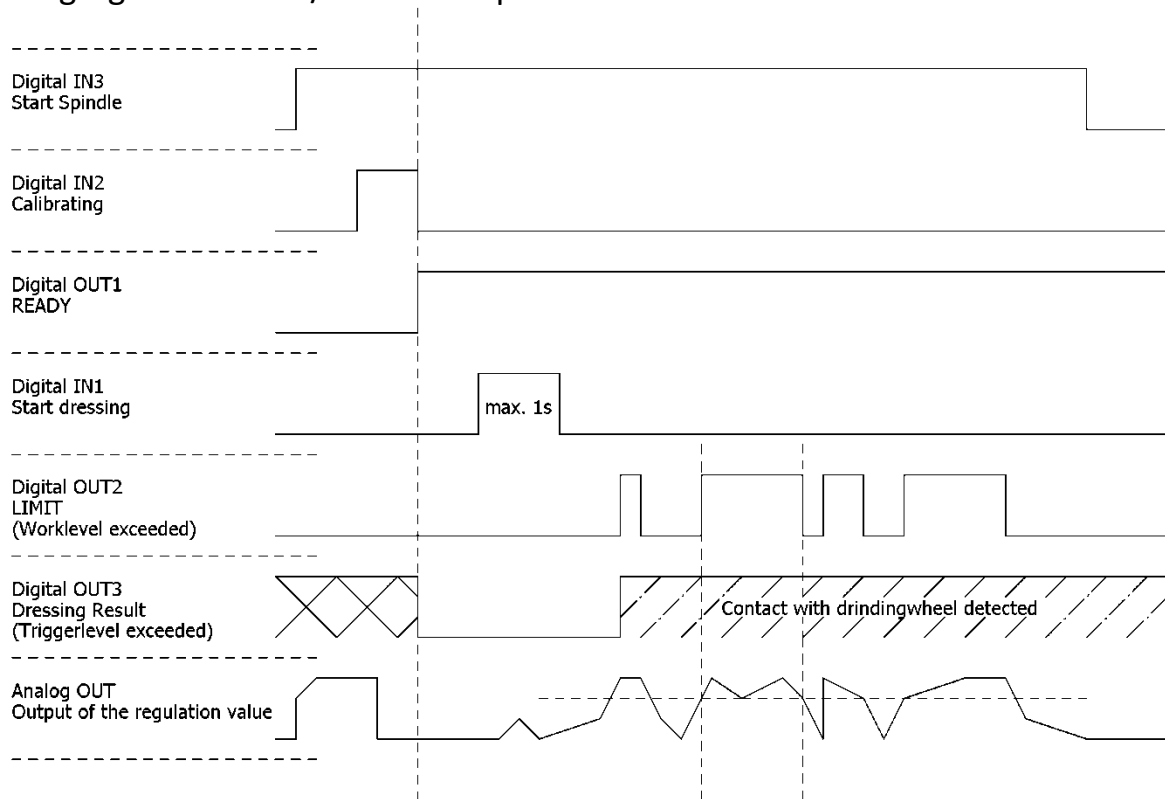 Digital IN3
Start Spindle
Digital IN2
Calibrating
Digital OUT1
READY
Digital IN1
Start dressing
max. 1s
Digital OUT2
LIMIT
(Worklevel exceeded)
Digital OUT3
Dressing Result
(Triggerlevel exceeded)
Contact with drindingwheel detected
Analog OUT
Output of the regulation value